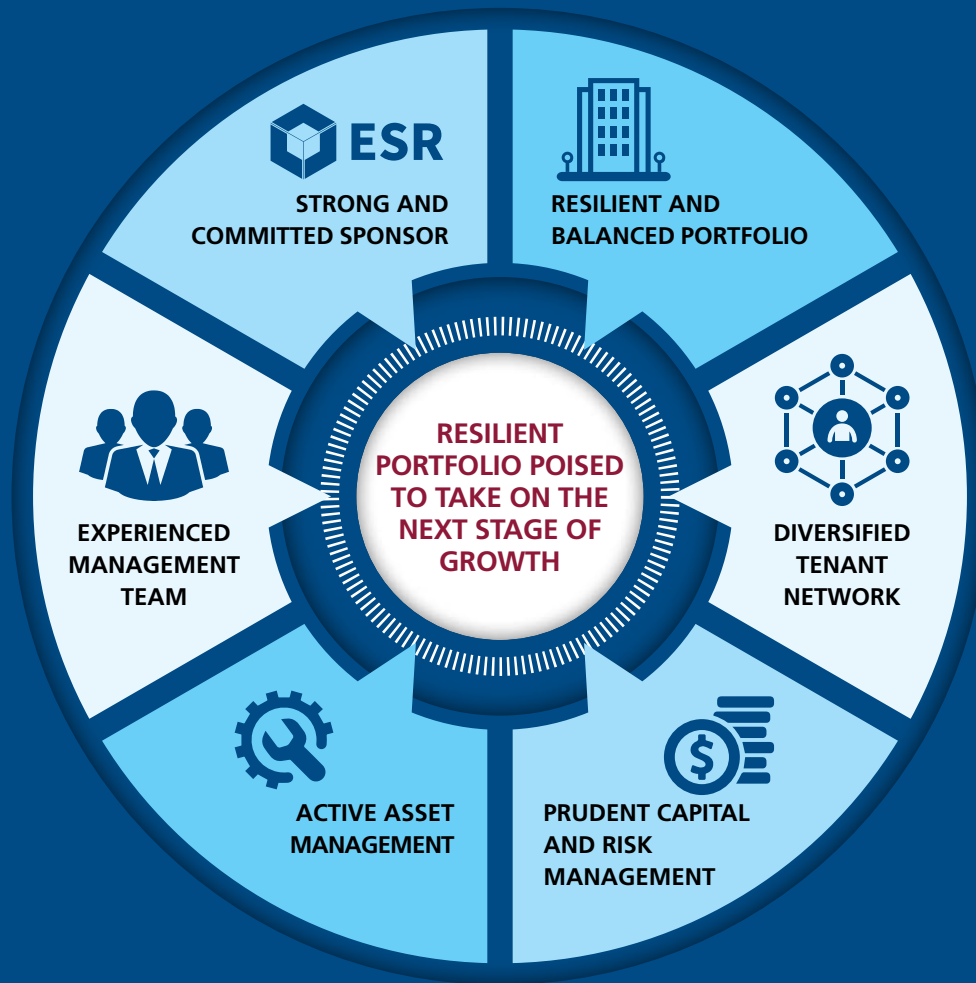 ESR
STRONG AND
COMMITTED SPONSOR
RESILIENT AND
BALANCED PORTFOLIO
EXPERIENCED
MANAGEMENT
TEAM
RESILIENT
PORTFOLIO POISED
TO TAKE ON THE
NEXT STAGE OF
GROWTH
DIVERSIFIED
TENANT
NETWORK
ACTIVE ASSET
MANAGEMENT
$
PRUDENT CAPITAL
AND RISK
MANAGEMENT